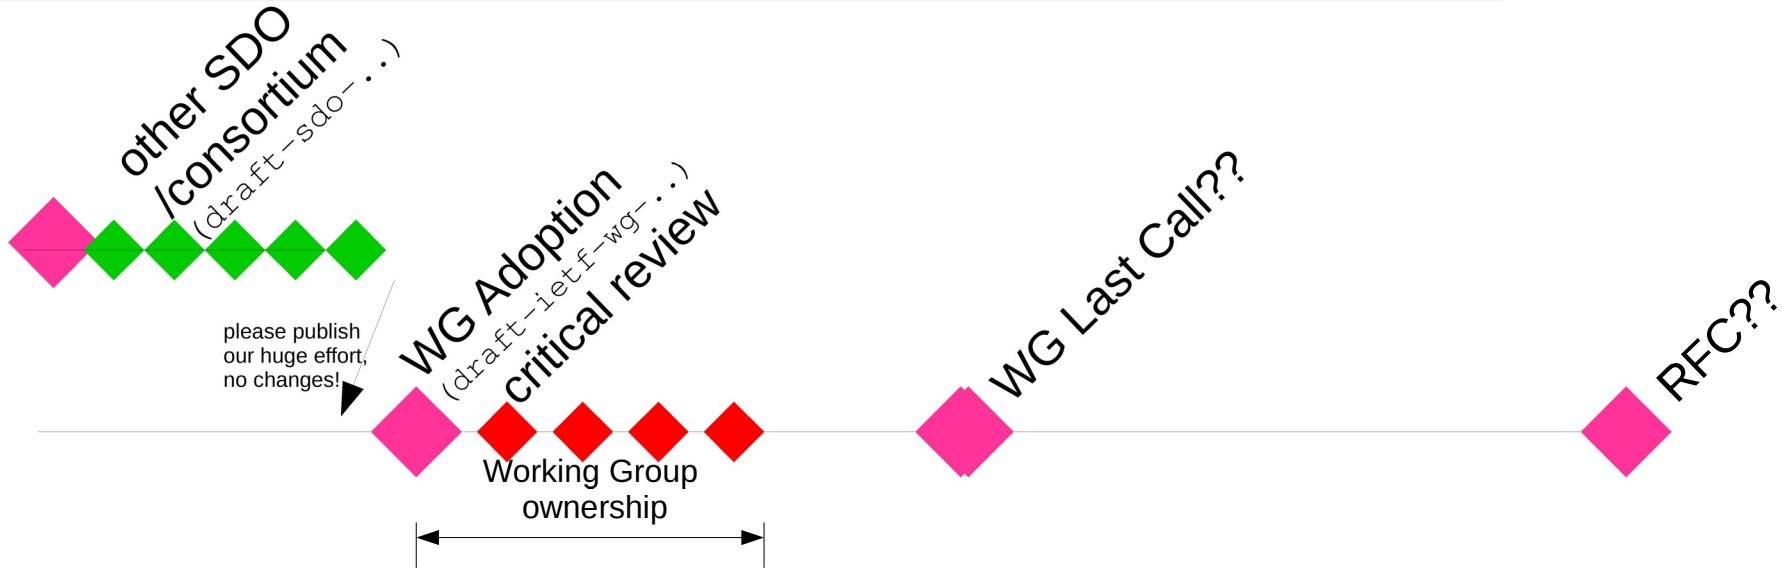 other SDO
/consortium
(draft-sdo-..)
please publish
our huge effort,
no changes!
WG Adoption
(draft-ietf-wg-..)
critical review
Working Group
ownership
WG Last Call??
RFC??